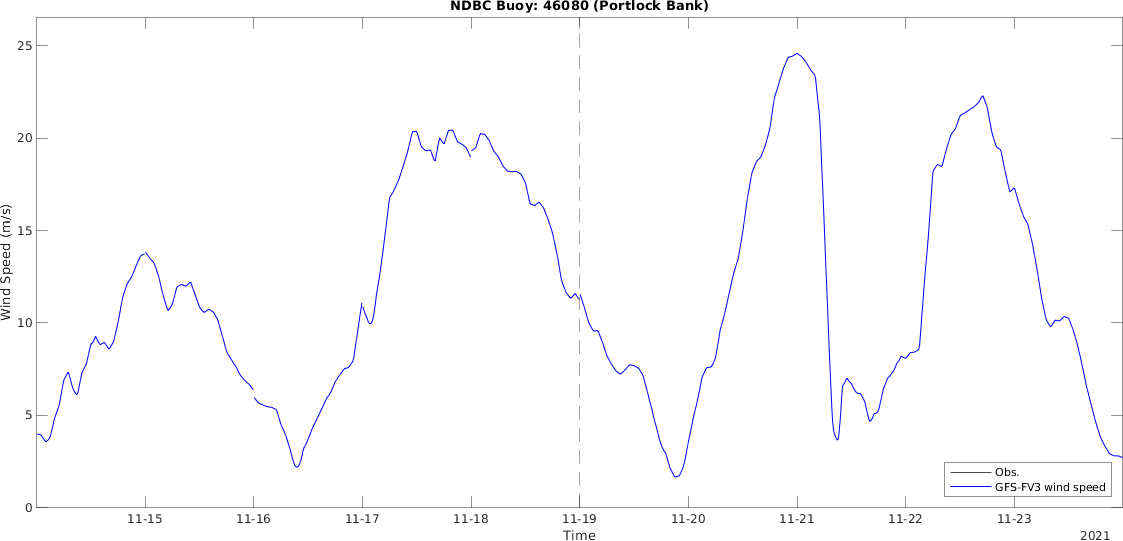 NDBC Buoy: 46080 (Portlock Bank)
Wind Speed (m/s)
25
20
15
10
5
0
11-15 11-16 11-17 11-18 11-19 11-20 11-21 11-22 11-23
Time
2021
Obs.
GFS-FV3 wind speed